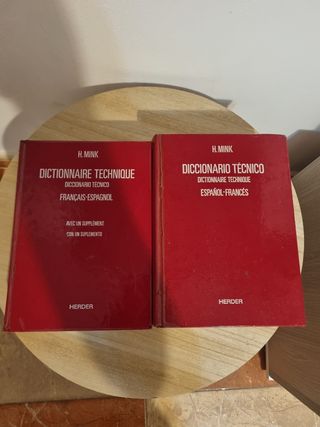 H. MINK
DICTIONNAIRE TECHNIQUE
DICCIONARIO TÉCNICO
FRANÇAIS-ESPAGNOL
AVEC UN SUPPLÉMENT
CON UN SUPLEMENTO
HERDER
H. MINK
DICCIONARIO TÉCNICO
DICTIONNAIRE TECHNIQUE
ESPAÑOL-FRANCÉS
HERDER